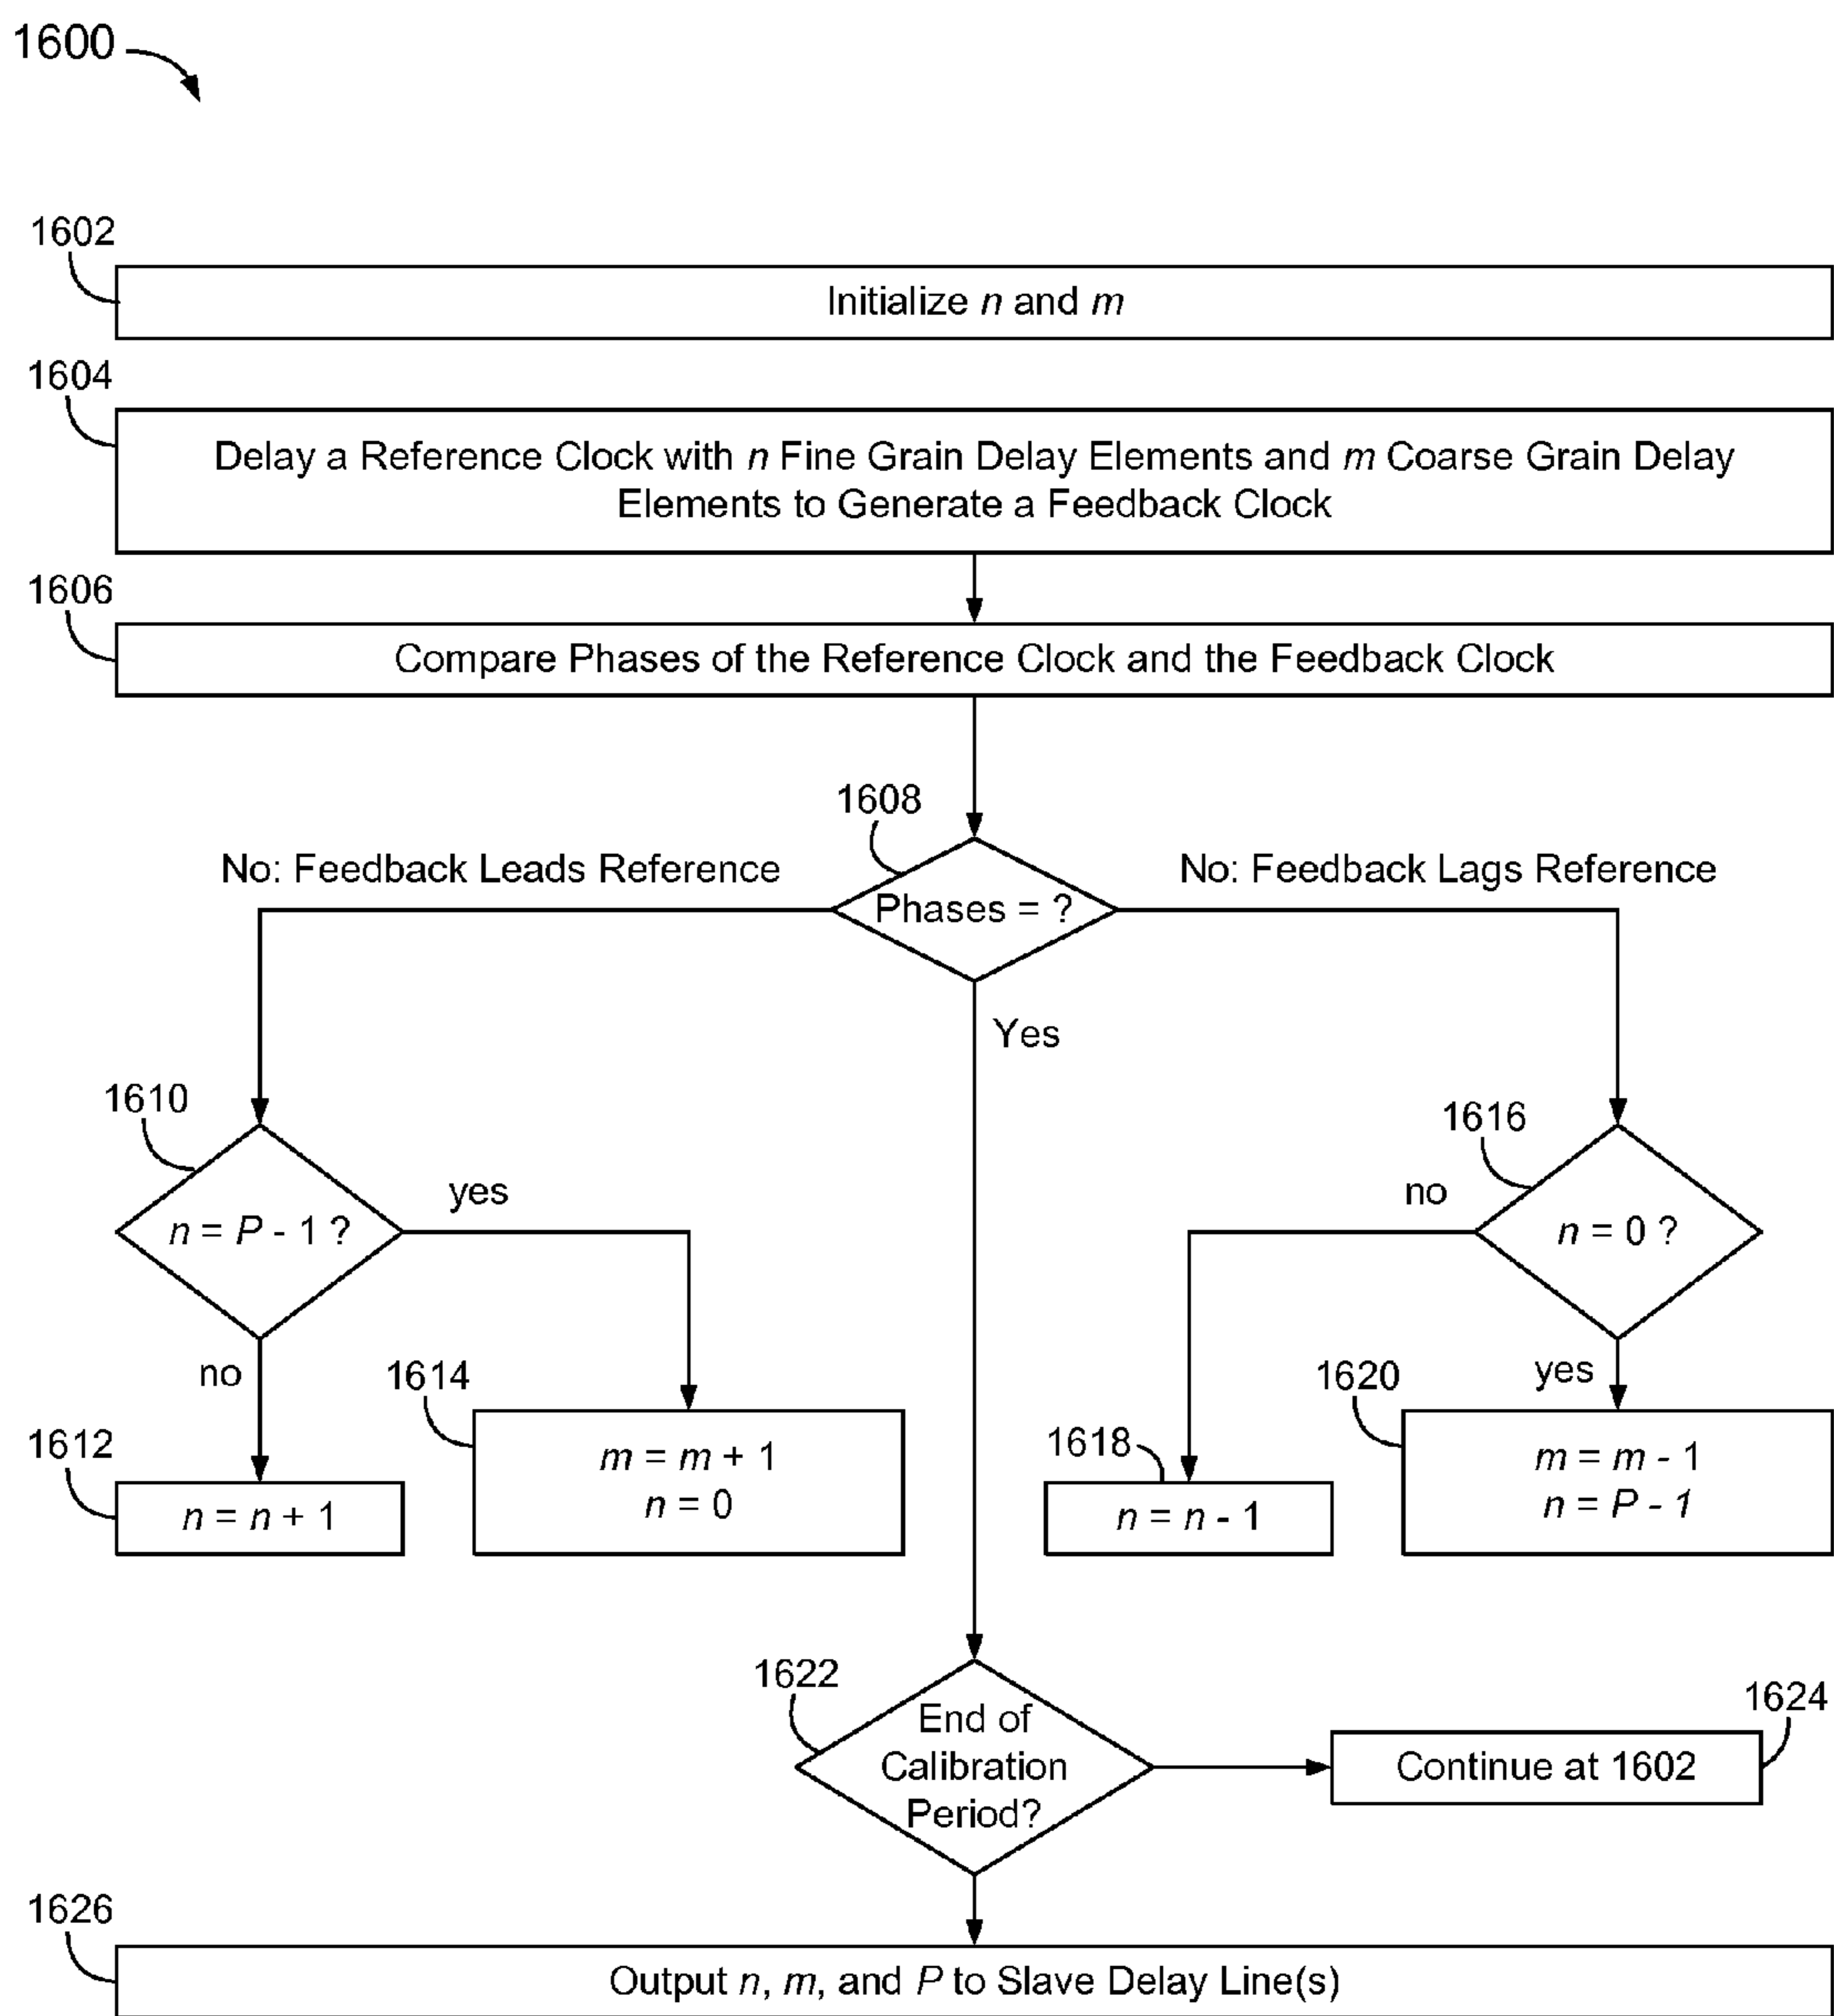 1600
1602
Initialize n and m
1604
Delay a Reference Clock with n Fine Grain Delay Elements and m Coarse Grain Delay
Elements to Generate a Feedback Clock
1606
Compare Phases of the Reference Clock and the Feedback Clock
1608
No: Feedback Leads Reference
No: Feedback Lags Reference
Phases = ?
Yes
1610
n = P - 1 ?
yes
no
1612
n = n + 1
1614
m = m + 1
n = 0
1616
n = 0 ?
no
yes
1618
n = n - 1
1620
m = m - 1
n = P - 1
1622
End of
Calibration
Period?
1624
Continue at 1602
1626
Output n, m, and P to Slave Delay Line(s)